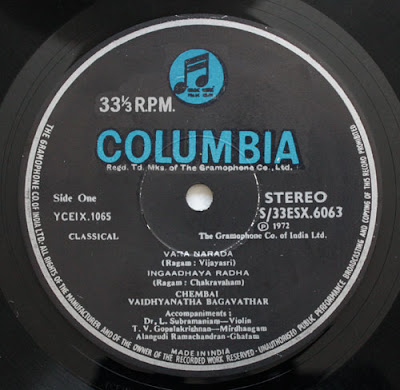 33⅓ R.P.M.
COLUMBIA
Regd. Td. Mks. of The Gramophone Co., Ltd.
Side One
YCEIX.1065
CLASSICAL
STEREO
S/33ESX.6063
Ⓟ 1972
The Gramophone Co. of India Ltd.
VARA NARADA
(Ragam : Vijayasri)
INGAADHAYA RADHA
(Ragam : Chakravaham)
CHEMBAI
VAIDHYANATHA BAGAVATHAR
Accompaniments :
Dr. L. Subramaniam—Violin
T. V. Gopalakrishnan—Mirdhangam
Alangudi Ramachandran-Ghatam
MADE IN INDIA
THE GRAMOPHONE CO. OF INDIA LTD. ALL RIGHTS OF THE MANUFACTURER AND OF THE OWNER OF THE RECORDED WORK RESERVED. UNAUTHORISED PUBLIC PERFORMANCE BROADCASTING AND COPYING OF THIS RECORD PROHIBITED